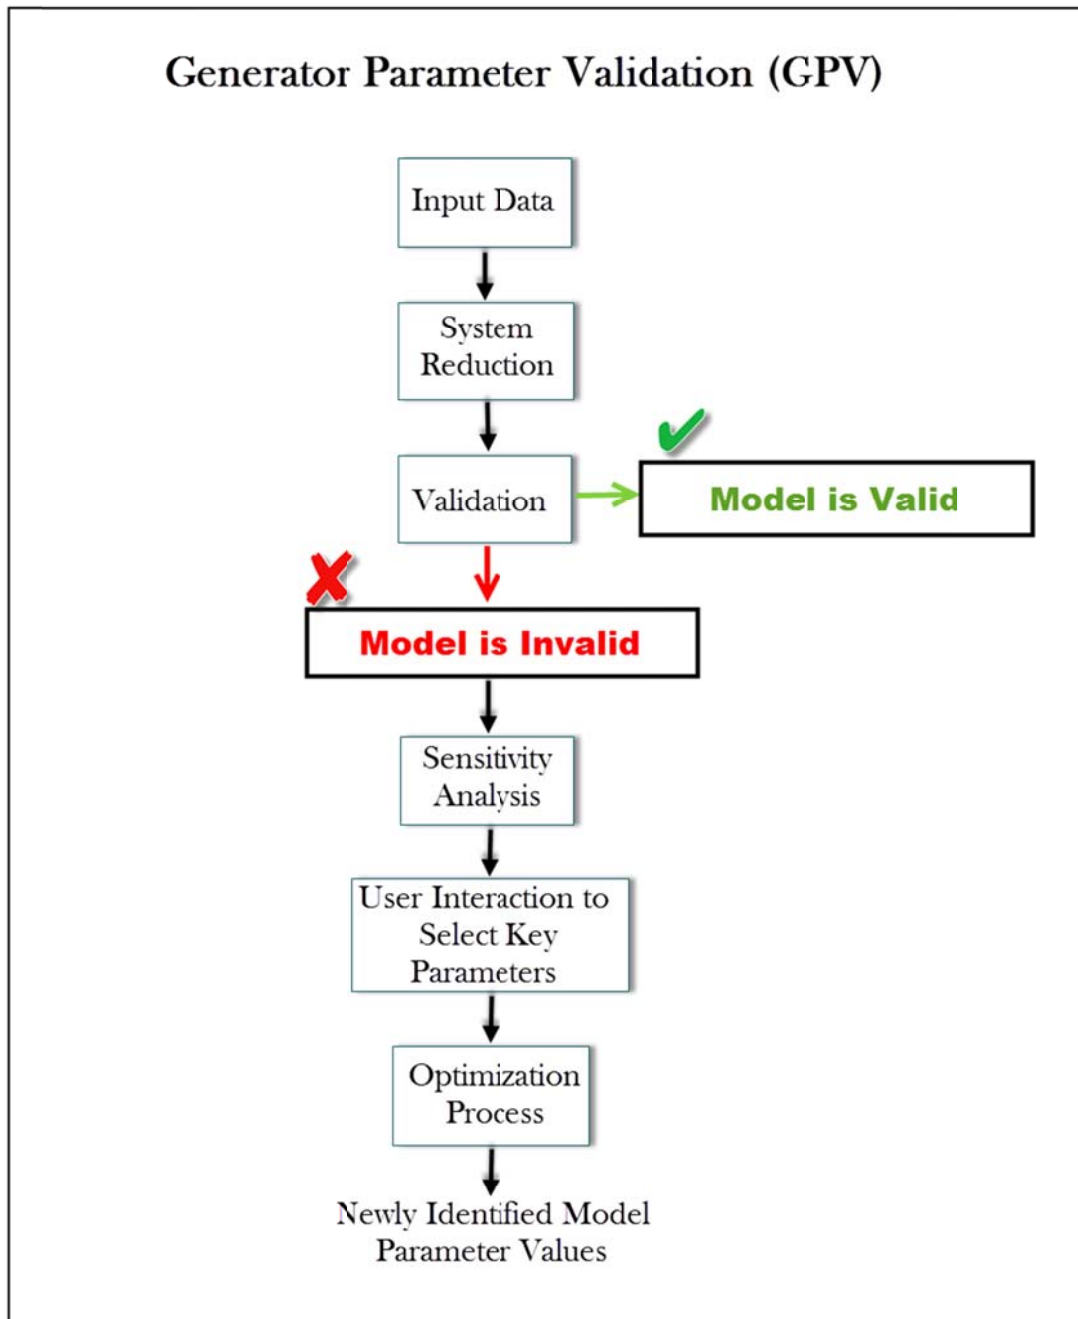 Generator Parameter Validation (GPV)
Input Data
System
Reduction
Validation
Model is Valid
Model is Invalid
Sensitivity
Analysis
User Interaction to
Select Key
Parameters
Optimization
Process
Newly Identified Model
Parameter Values